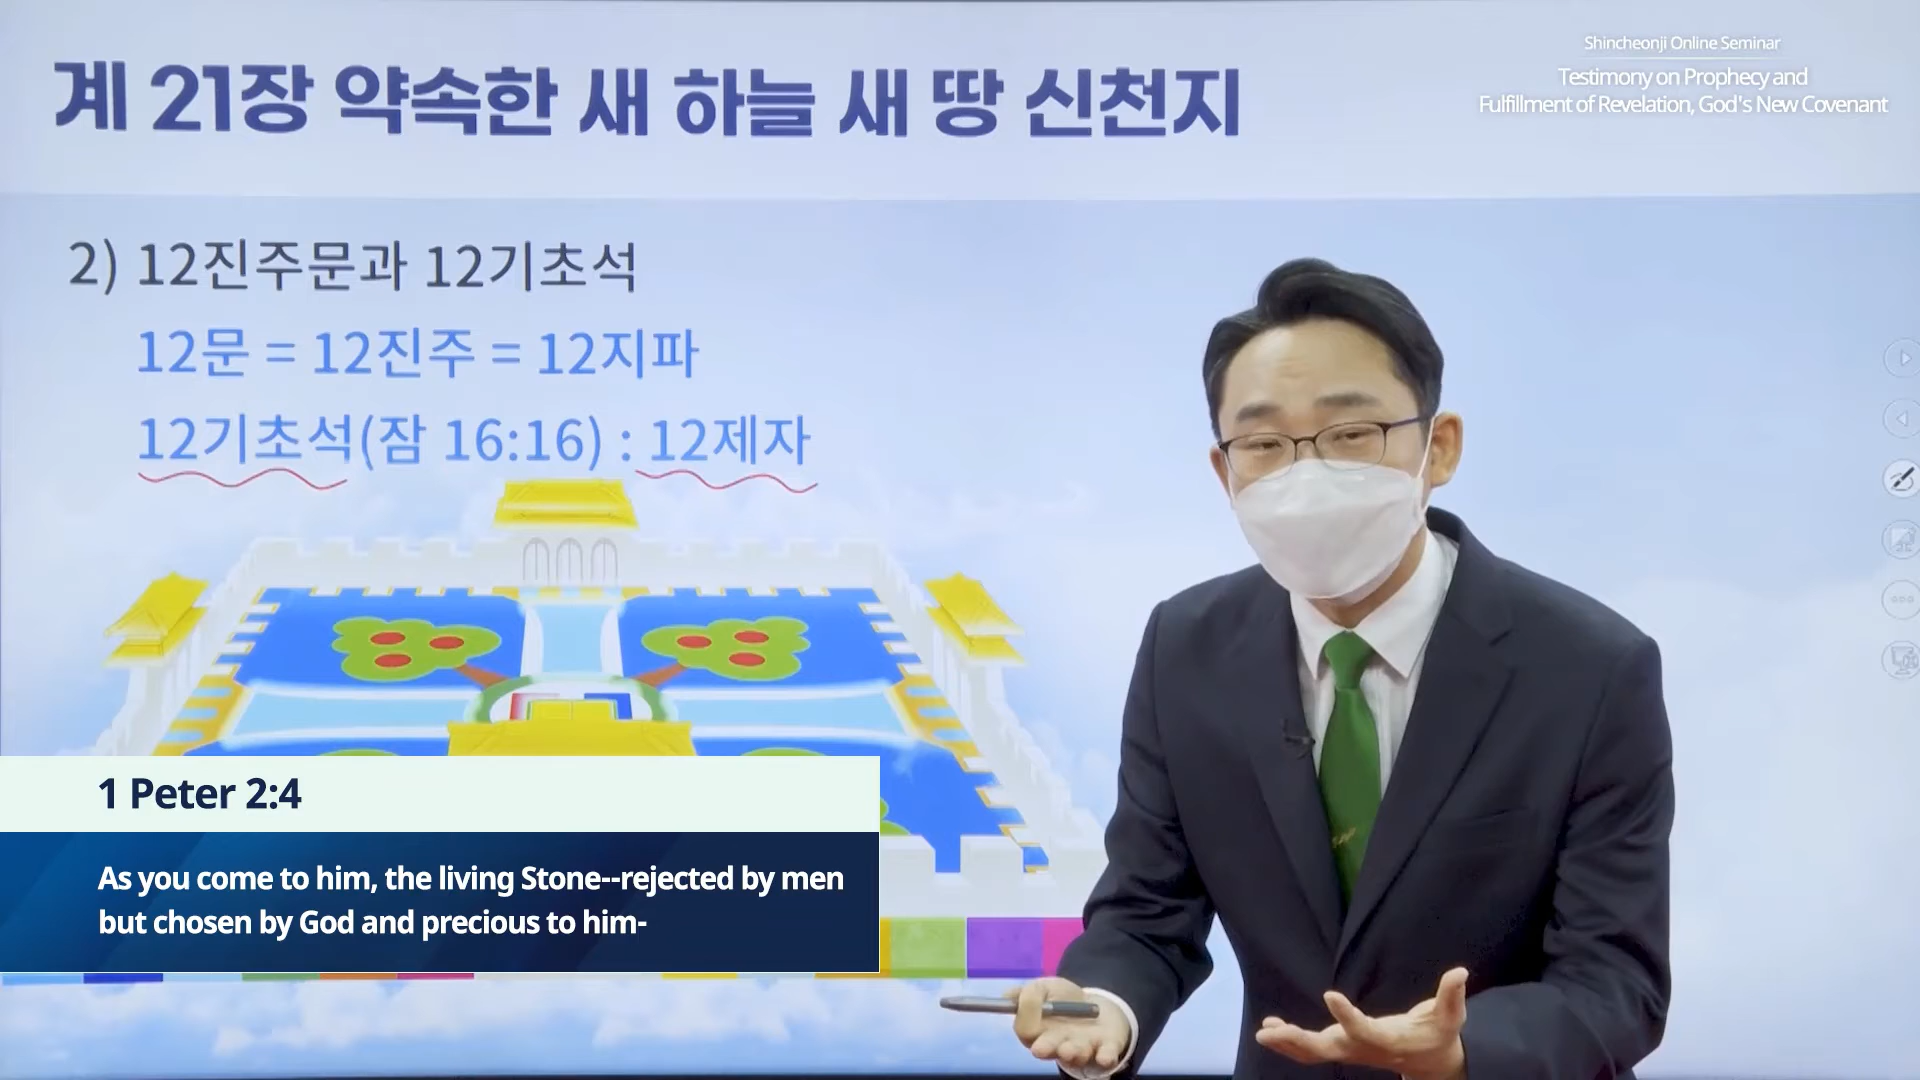 계 21장 약속한 새 하늘 새 땅 신천지
Shincheonji Online Seminar
Testimony on Prophecy and
Fulfillment of Revelation, God's New Covenant
2) 12진주문과 12기초석
12문 = 12진주 = 12지파
12기초석(잠 16:16) : 12제자
1 Peter 2:4
As you come to him, the living Stone--rejected by men
but chosen by God and precious to him-